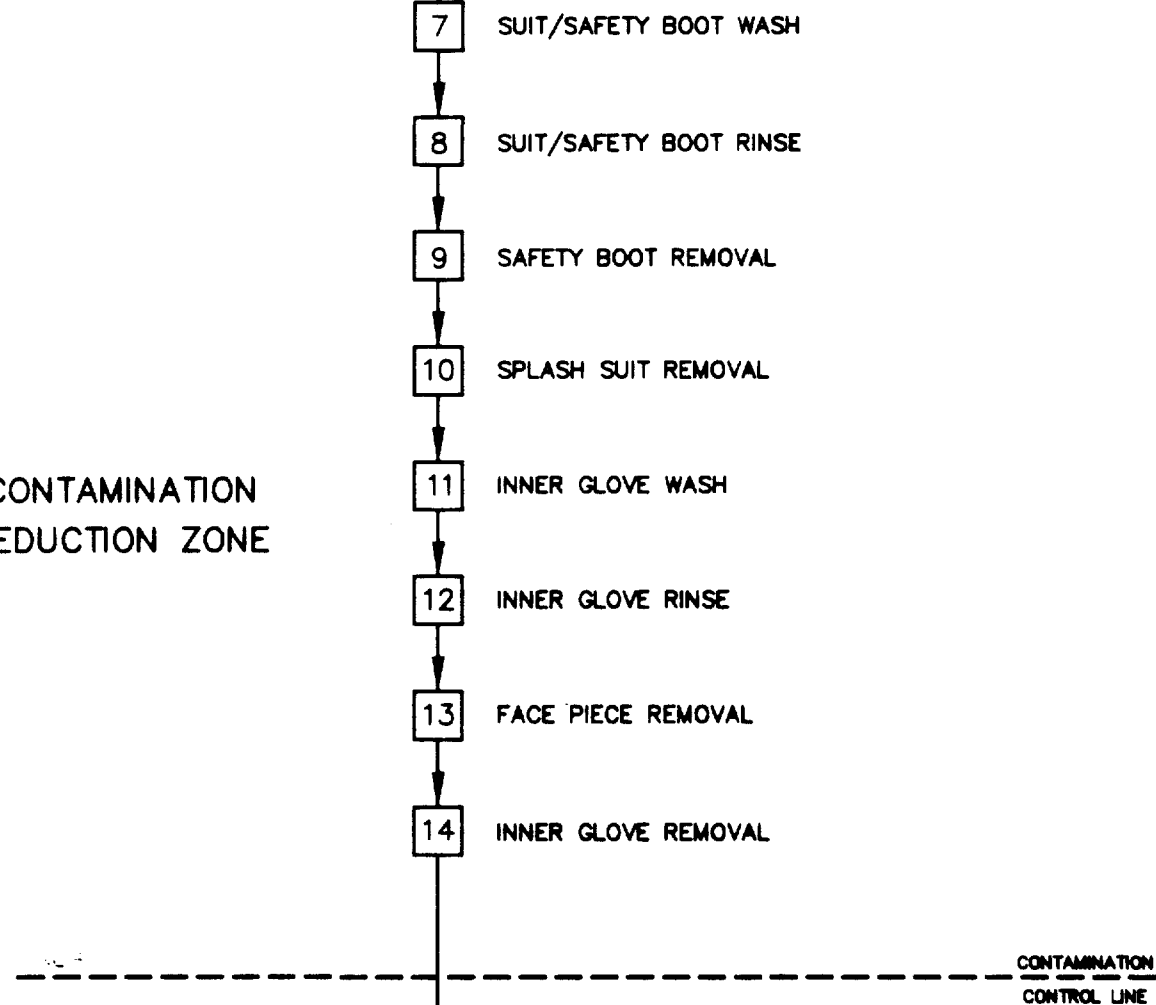 7 SUIT/SAFETY BOOT WASH
8 SUIT/SAFETY BOOT RINSE
9 SAFETY BOOT REMOVAL
10 SPLASH SUIT REMOVAL
11 INNER GLOVE WASH
CONTAMINATION
EDUCTION ZONE
12 INNER GLOVE RINSE
13 FACE PIECE REMOVAL
14 INNER GLOVE REMOVAL
CONTAMINATION
CONTROL LINE